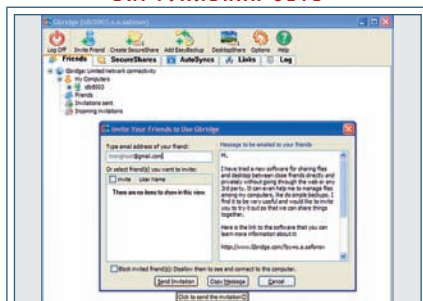 Gbridge
Log Off Invite Friend Create SecureShare Add EasyBackup DesktopShare Options Help
Friends SecureShares AutoSyncs Links Log
Gbridge: Limited network connectivity
My Computers
Friends
Invitations sent
Incoming invitations
Invite Your Friends to Use Gbridge
Type email address of your friend:
@gmail.com
Message to be emailed to your friends
Or select friend(s) you want to invite:
Invite User Name
There are no items to show in this view.
Hi,
I have tried a new software for sharing files
and desktop between close friends directly and
privately without going through the web or any
3rd party. It can even help me to manage files
among my computers, like do simple backups. I
find it to be very useful and would like to invite
you to try it out so that we can share things
together.
Here is the link to the software that you can
learn more information about it:
http://www.Gbridge.com/?by=s.a.safonov
Block invited friend(s): Disallow them to see and connect to this computer.
Send Invitation Copy Message Cancel
Click to send the invitation